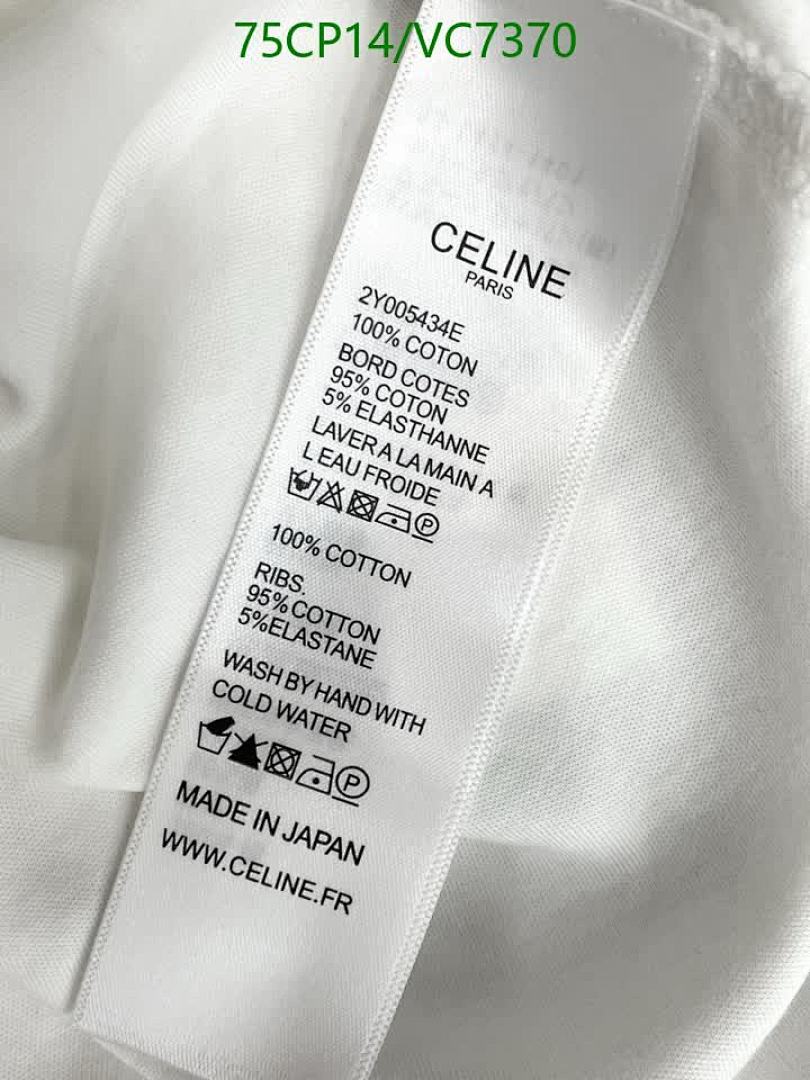 75CP14/VC7370
CELINE
PARIS
2Y005434E
100% COTON
BORD COTES
95% COTON
5% ELASTHANNE
LAVER A LA MAIN A
L EAU FROIDE
P
100% COTTON
RIBS.
95% COTTON
5%ELASTANE
WASH BY HAND WITH
COLD WATER
P
MADE IN JAPAN
WWW.CELINE.FR